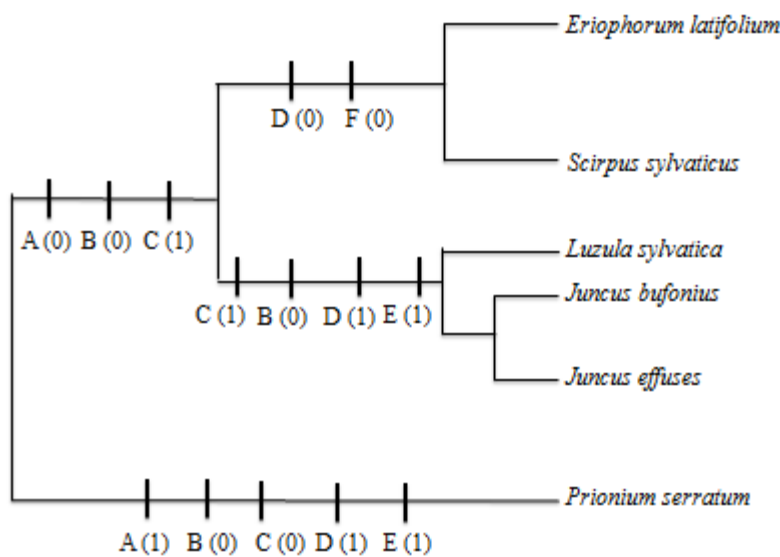 Eriophorum latifolium
D (0) F (0)
Scirpus sylvaticus
A (0) B (0) C (1)
Luzula sylvatica
Juncus bufonius
C (1) B (0) D (1) E (1)
Juncus effuses
Prionium serratum
A (1) B (0) C (0) D (1) E (1)